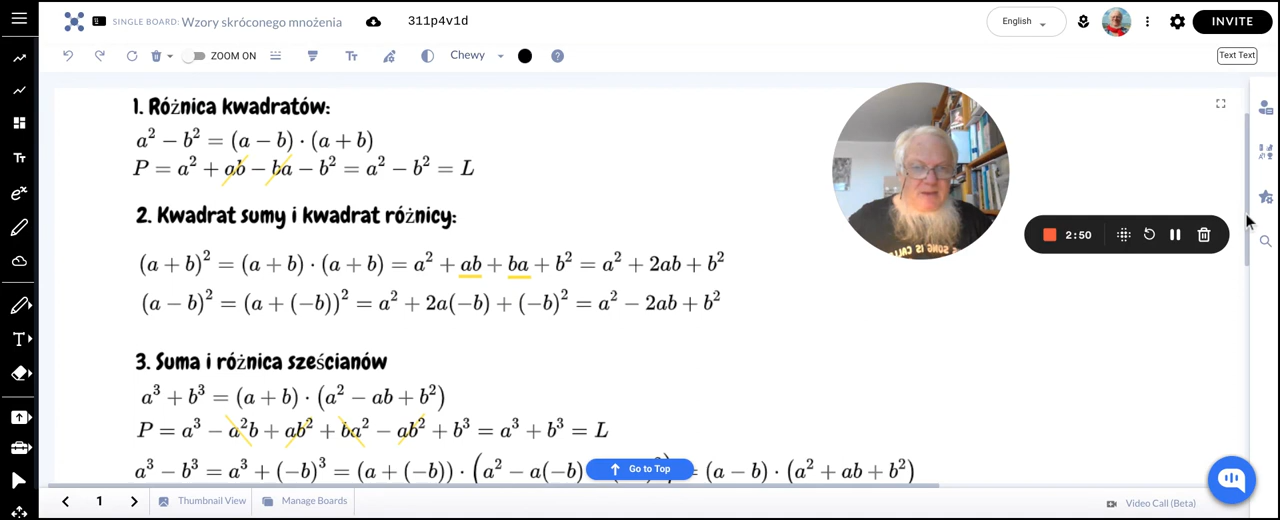 SINGLE BOARD: Wzory skróconego mnożenia
311p4v1d
English
INVITE
ZOOM ON
Tт
Chewy
Text Text
1. Różnica kwadratów:
a² − b² = (a − b) · (a + b)
P = a² + ab − ba − b² = a² − b² = L
2. Kwadrat sumy i kwadrat różnicy:
(a + b)² = (a + b) · (a + b) = a² + ab + ba + b² = a² + 2ab + b²
(a − b)² = (a + (−b))² = a² + 2a(−b) + (−b)² = a² − 2ab + b²
2:50
3. Suma i różnica sześcianów
a³ + b³ = (a + b) · (a² − ab + b²)
P = a³ − a²b + ab² + ba² − ab² + b³ = a³ + b³ = L
a³ − b³ = a³ + (−b)³ = (a + (−b)) · (a² − a(−b) = (a − b) · (a² + ab + b²)
Go to Top
1
Thumbnail View
Manage Boards
Video Call (Beta)